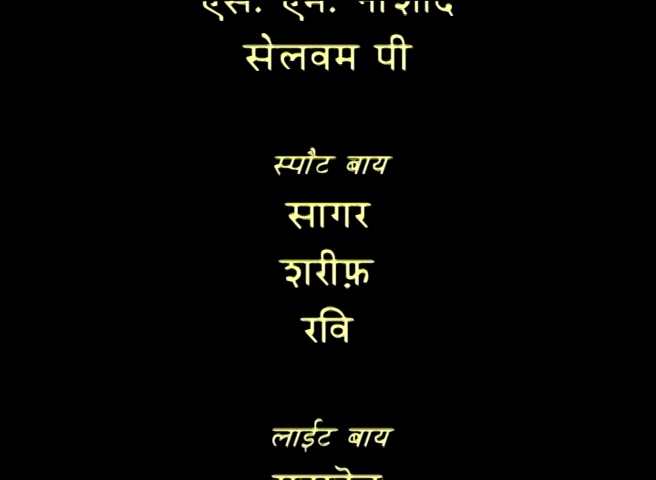 सेलवम पी
स्पौट बाय
सागर
शरीफ़
रवि
लाईट बाय